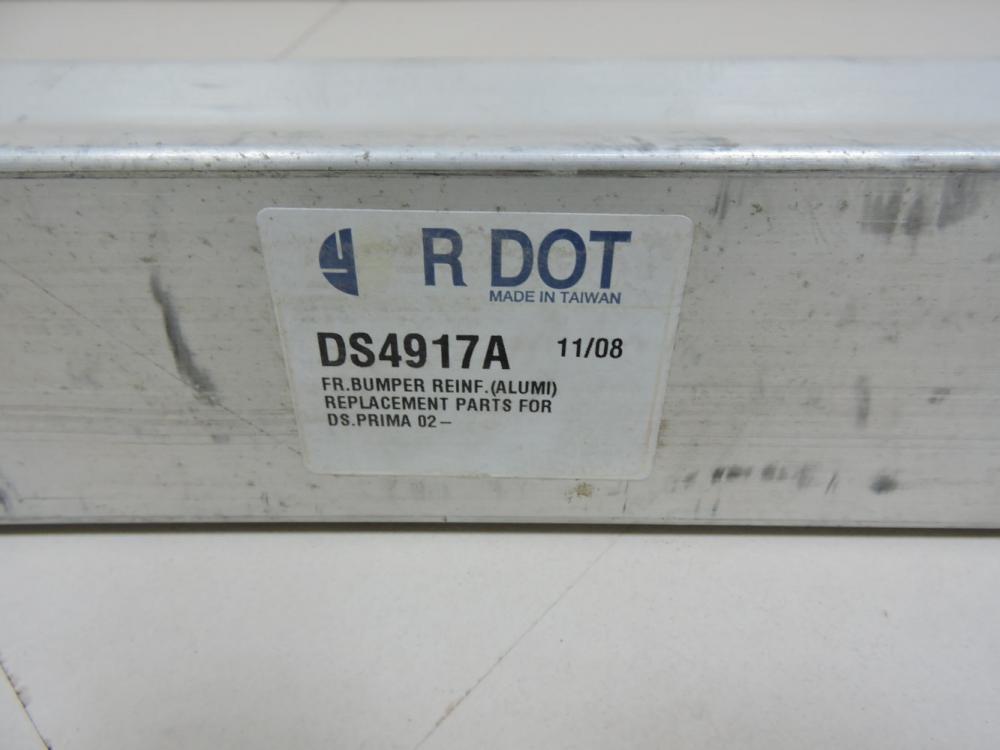 R DOT
MADE IN TAIWAN
DS4917A 11/08
FR.BUMPER REINF.(ALUMI)
REPLACEMENT PARTS FOR
DS.PRIMA 02–